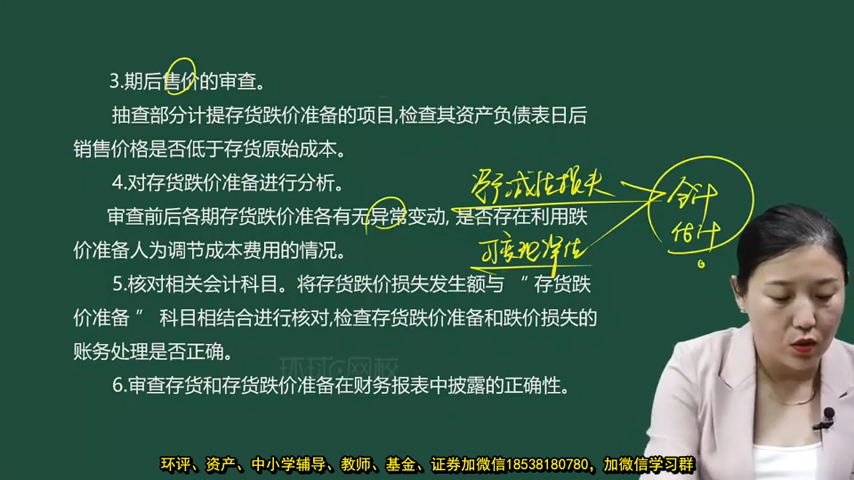 3.期后售价的审查。
抽查部分计提存货跌价准备的项目,检查其资产负债表日后
销售价格是否低于存货原始成本。
4.对存货跌价准备进行分析。
审查前后各期存货跌价准备有无异常变动, 是否存在利用跌
价准备人为调节成本费用的情况。
减值损失
会计
估计
可变现净值
5.核对相关会计科目。将存货跌价损失发生额与 “ 存货跌
价准备 ” 科目相结合进行核对,检查存货跌价准备和跌价损失的
账务处理是否正确。
环球网校
6.审查存货和存货跌价准备在财务报表中披露的正确性。
环评、资产、中小学辅导、教师、基金、证券加微信18538180780，加微信学习群